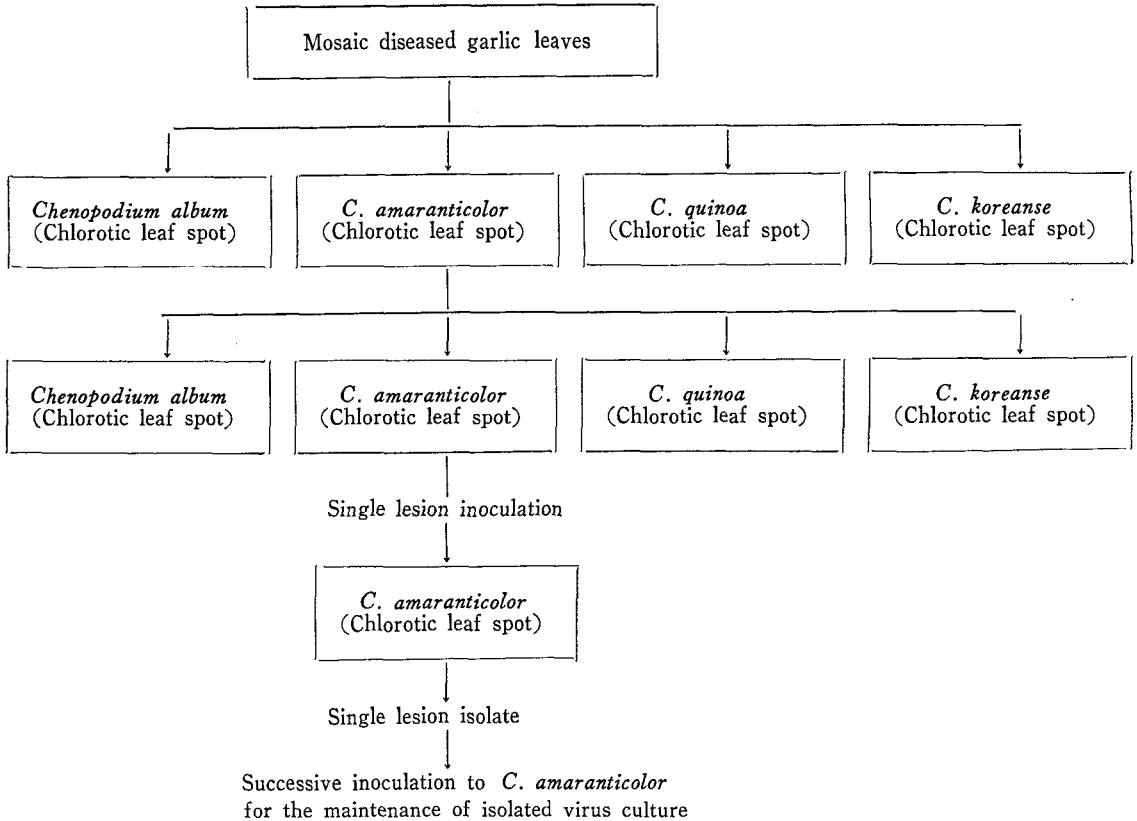 Mosaic diseased garlic leaves
Chenopodium album
(Chlorotic leaf spot)
C. amaranticolor
(Chlorotic leaf spot)
C. quinoa
(Chlorotic leaf spot)
C. koreanse
(Chlorotic leaf spot)
Chenopodium album
(Chlorotic leaf spot)
C. amaranticolor
(Chlorotic leaf spot)
C. quinoa
(Chlorotic leaf spot)
C. koreanse
(Chlorotic leaf spot)
Single lesion inoculation
C. amaranticolor
(Chlorotic leaf spot)
Single lesion isolate
Successive inoculation to C. amaranticolor
for the maintenance of isolated virus culture